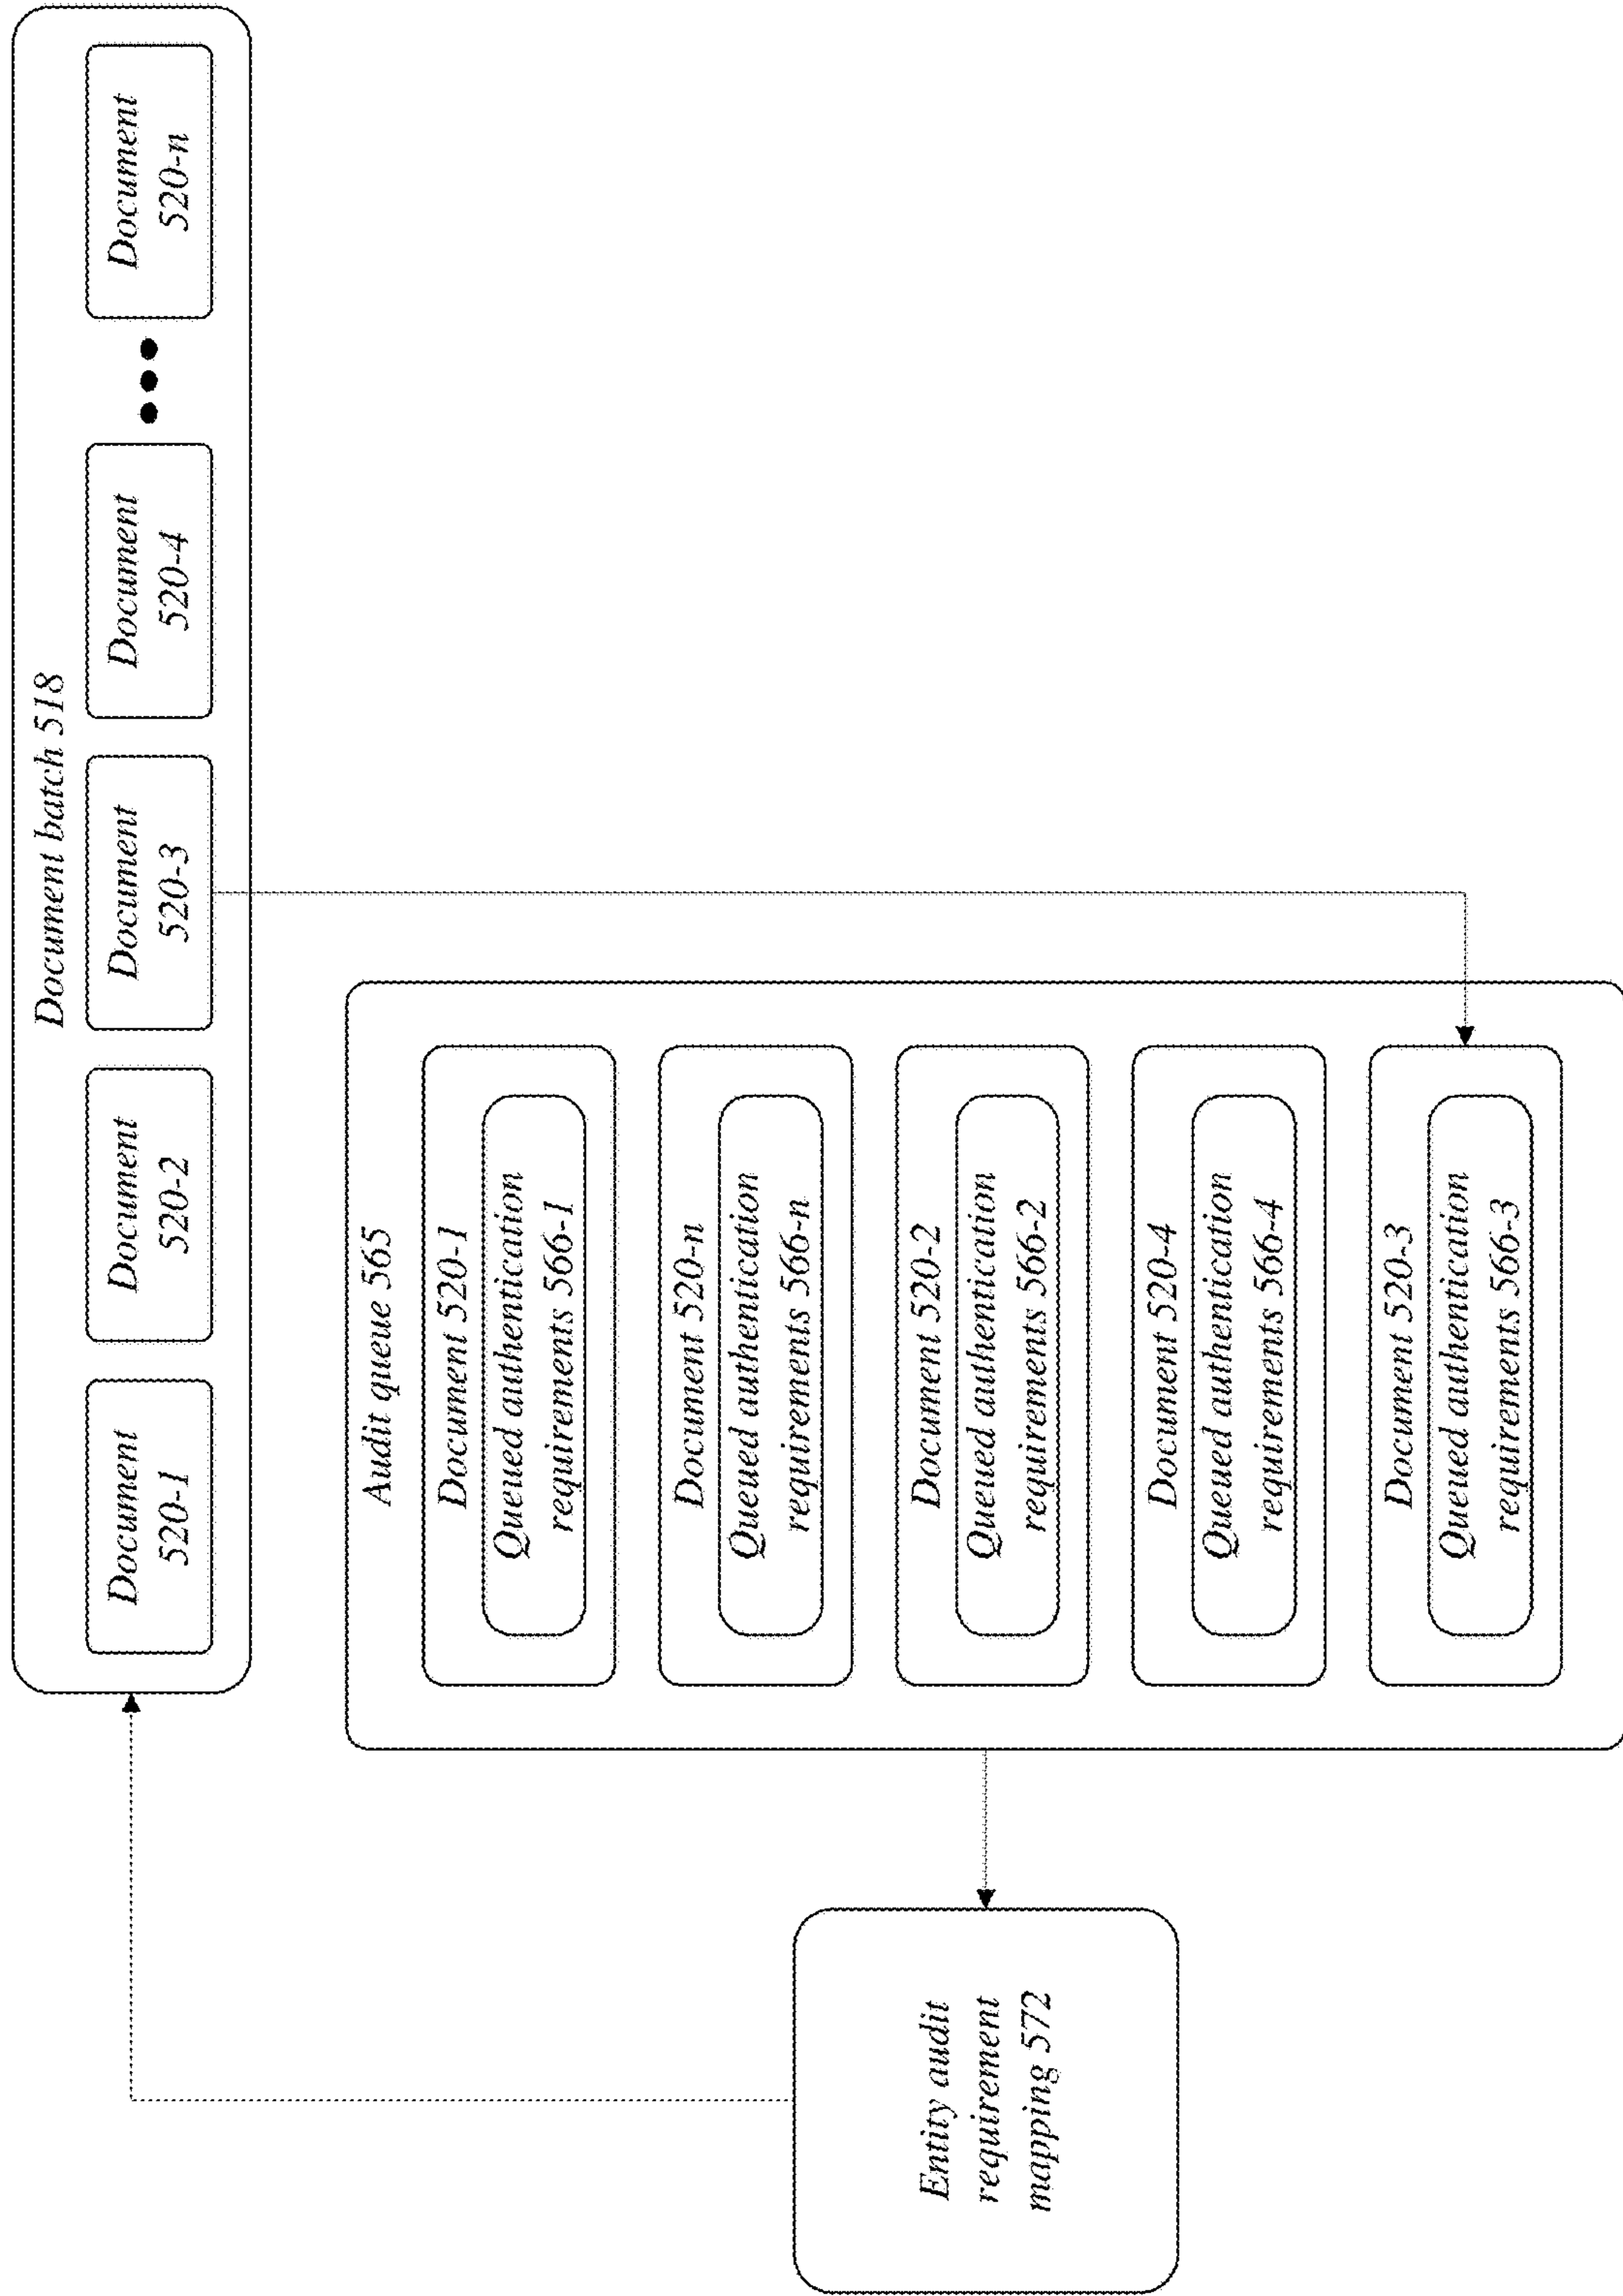 Document batch 518
Document
520-1
Document
520-2
Document
520-3
Document
520-4
Document
520-n
Audit queue 565
Document 520-1
Queued authentication
requirements 566-1
Document 520-n
Queued authentication
requirements 566-n
Document 520-2
Queued authentication
requirements 566-2
Document 520-4
Queued authentication
requirements 566-4
Document 520-3
Queued authentication
requirements 566-3
Entity audit
requirement
mapping 572